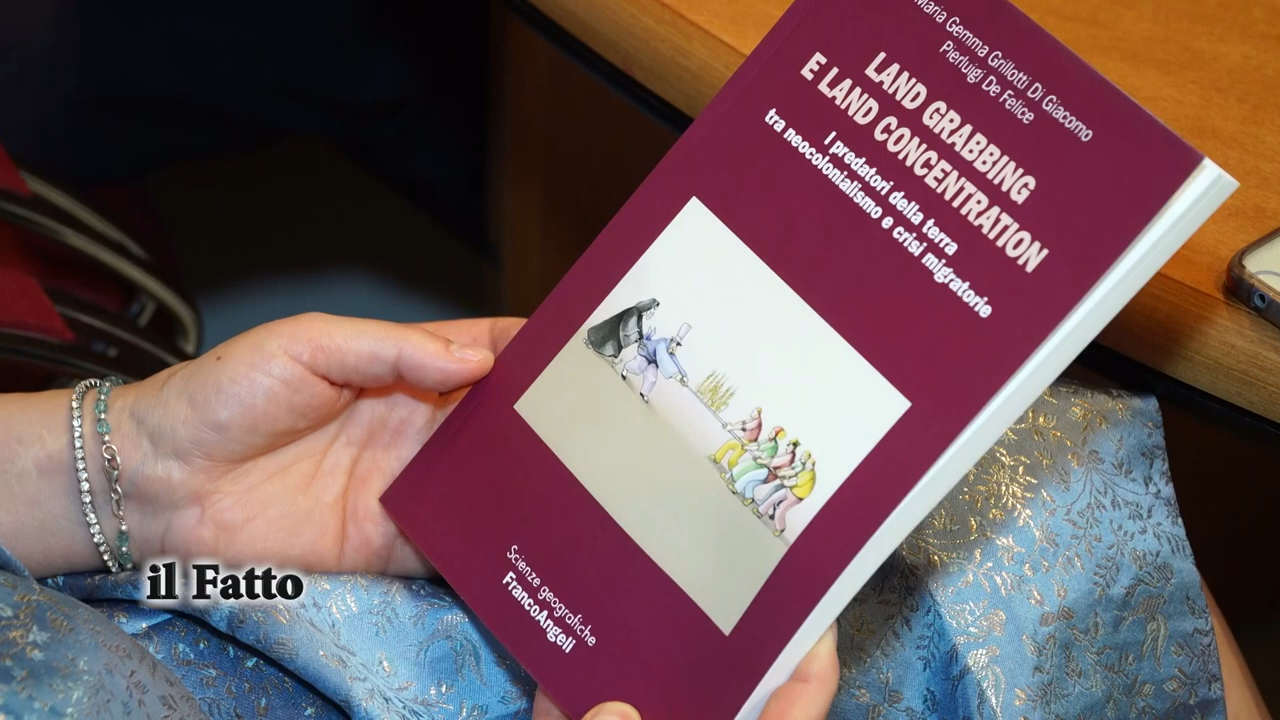 Maria Gemma Grillotti Di Giacomo
Pierluigi De Felice
LAND GRABBING
E LAND CONCENTRATION
I predatori della terra
tra neocolonialismo e crisi migratorie
Scienze geografiche
FrancoAngeli
il Fatto